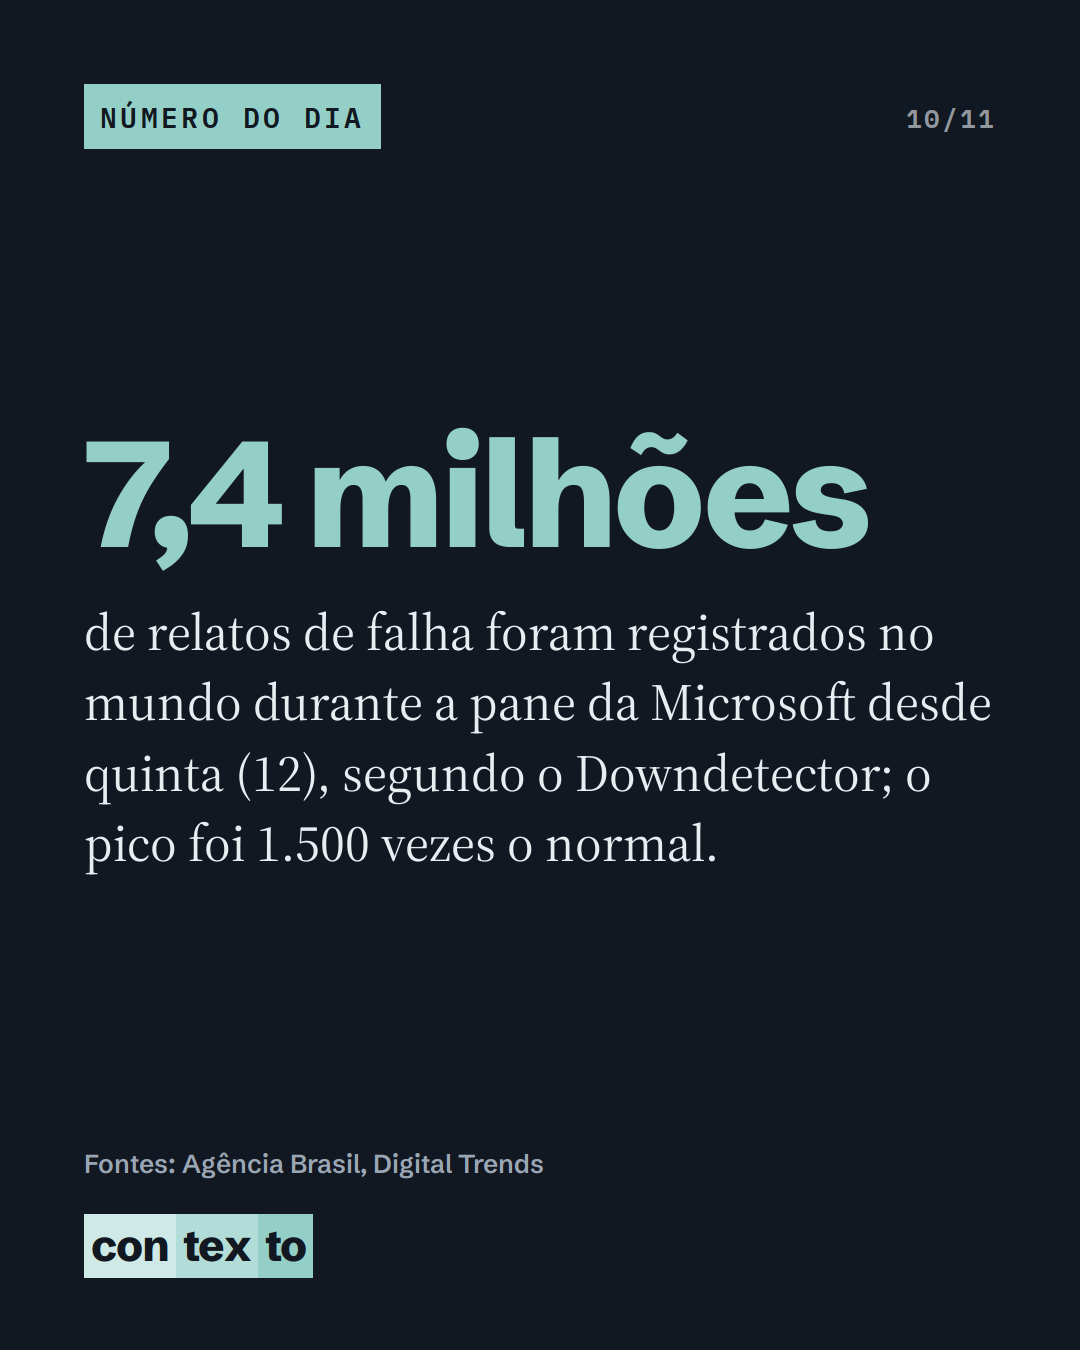 NÚMERO DO DIA
10/11
7,4 milhões
de relatos de falha foram registrados no
mundo durante a pane da Microsoft desde
quinta (12), segundo o Downdetector; o
pico foi 1.500 vezes o normal.
Fontes: Agência Brasil, Digital Trends
con tex to